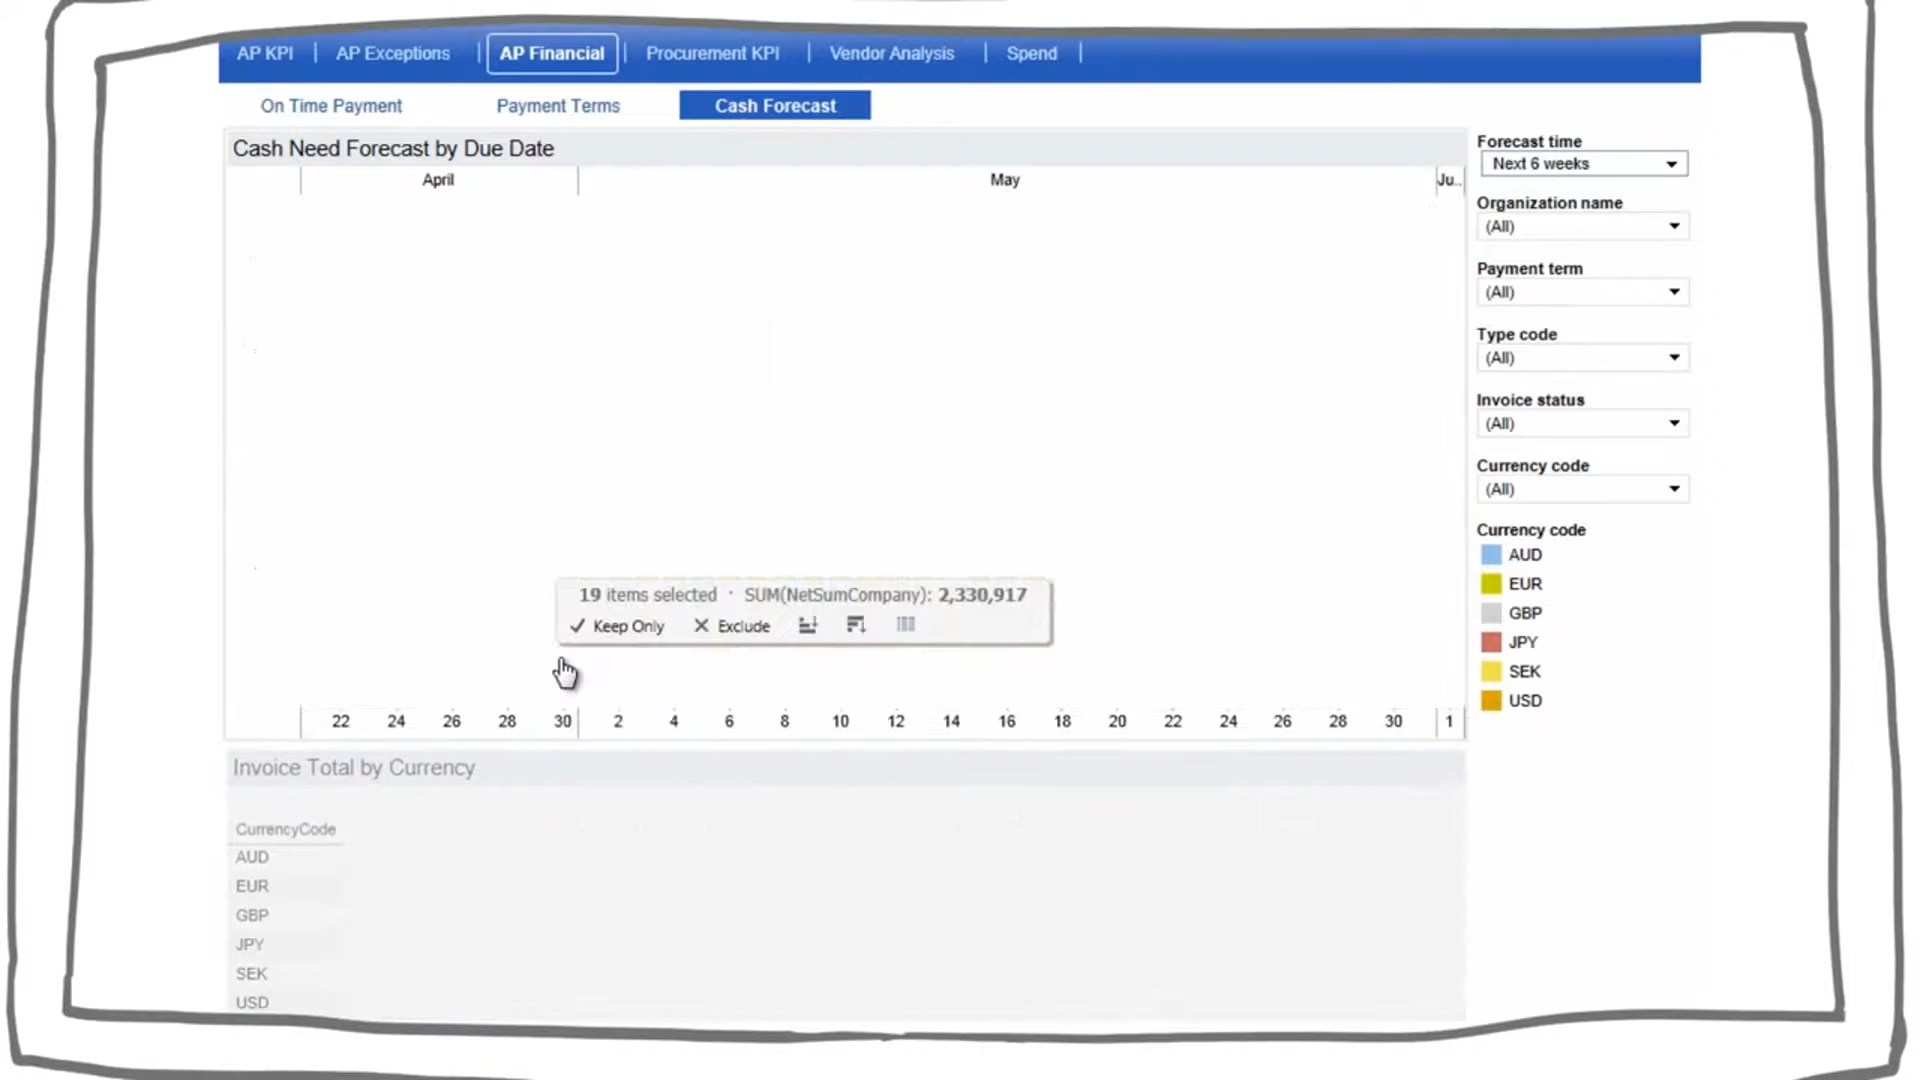 AP KPI | AP Exceptions | AP Financial | Procurement KPI | Vendor Analysis | Spend |
On Time Payment Payment Terms Cash Forecast
Cash Need Forecast by Due Date
April May Ju..
19 items selected · SUM(NetSumCompany): 2,330,917
Keep Only Exclude
22 24 26 28 30 2 4 6 8 10 12 14 16 18 20 22 24 26 28 30 1
Invoice Total by Currency
CurrencyCode
AUD
EUR
GBP
JPY
SEK
USD
Forecast time
Next 6 weeks
Organization name
(All)
Payment term
(All)
Type code
(All)
Invoice status
(All)
Currency code
(All)
Currency code
AUD
EUR
GBP
JPY
SEK
USD